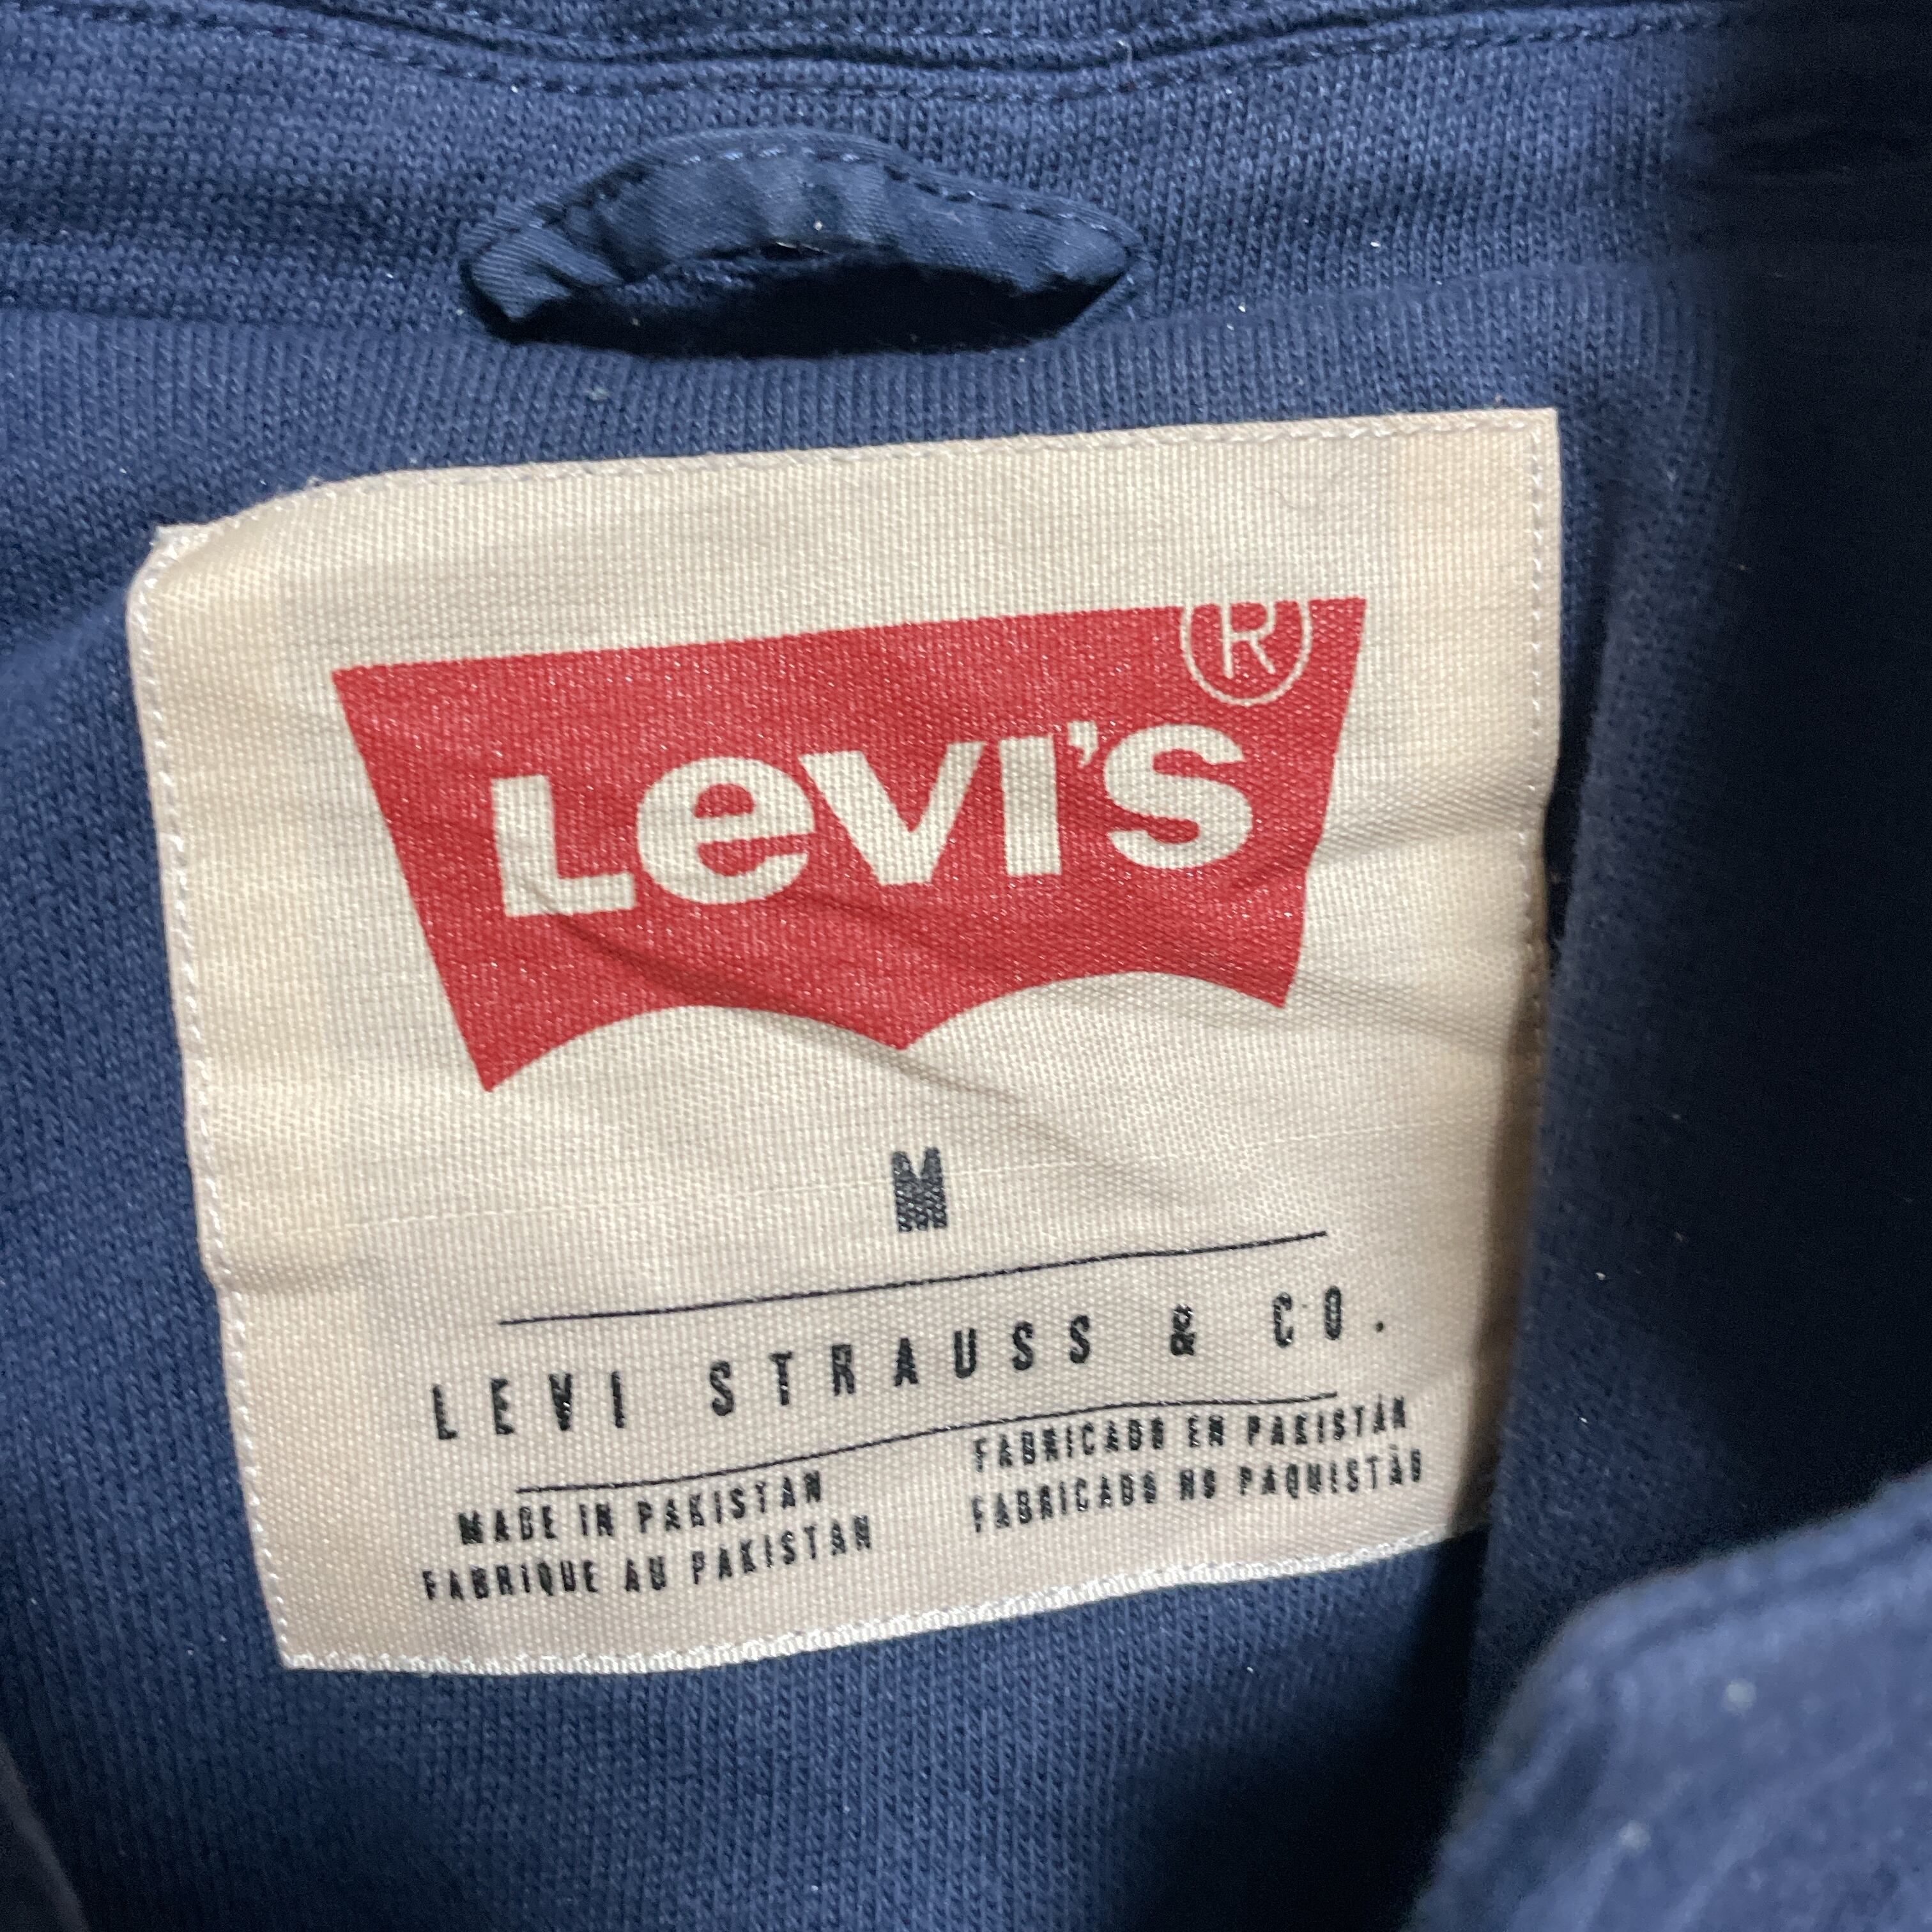 Levi's®
M
LEVI STRAUSS & CO.
MADE IN PAKISTAN
FABRIQUE AU PAKISTAN
FABRICADO EN PAKISTÁN
FABRICADO NO PAQUISTÃO